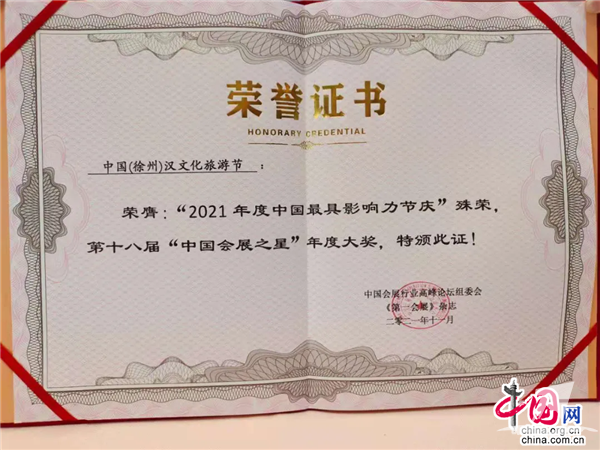 荣誉证书
HONORARY CREDENTIAL
中国(徐州)汉文化旅游节：
荣膺：“2021年度中国最具影响力节庆”殊荣，
第十八届“中国会展之星”年度大奖，特颁此证！
中国会展行业高峰论坛组委会
《第一会展》杂志
二〇二一年十一月
中国网
china.org.cn
china.com.cn